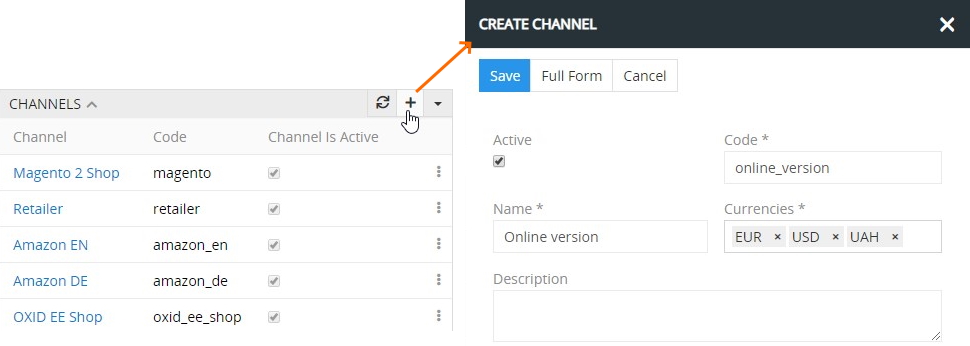 CHANNELS
Channel Code Channel Is Active
Magento 2 Shop magento
Retailer retailer
Amazon EN amazon_en
Amazon DE amazon_de
OXID EE Shop oxid_ee_shop
CREATE CHANNEL ×
Save Full Form Cancel
Active Code *
online_version
Name * Currencies *
Online version EUR × USD × UAH ×
Description